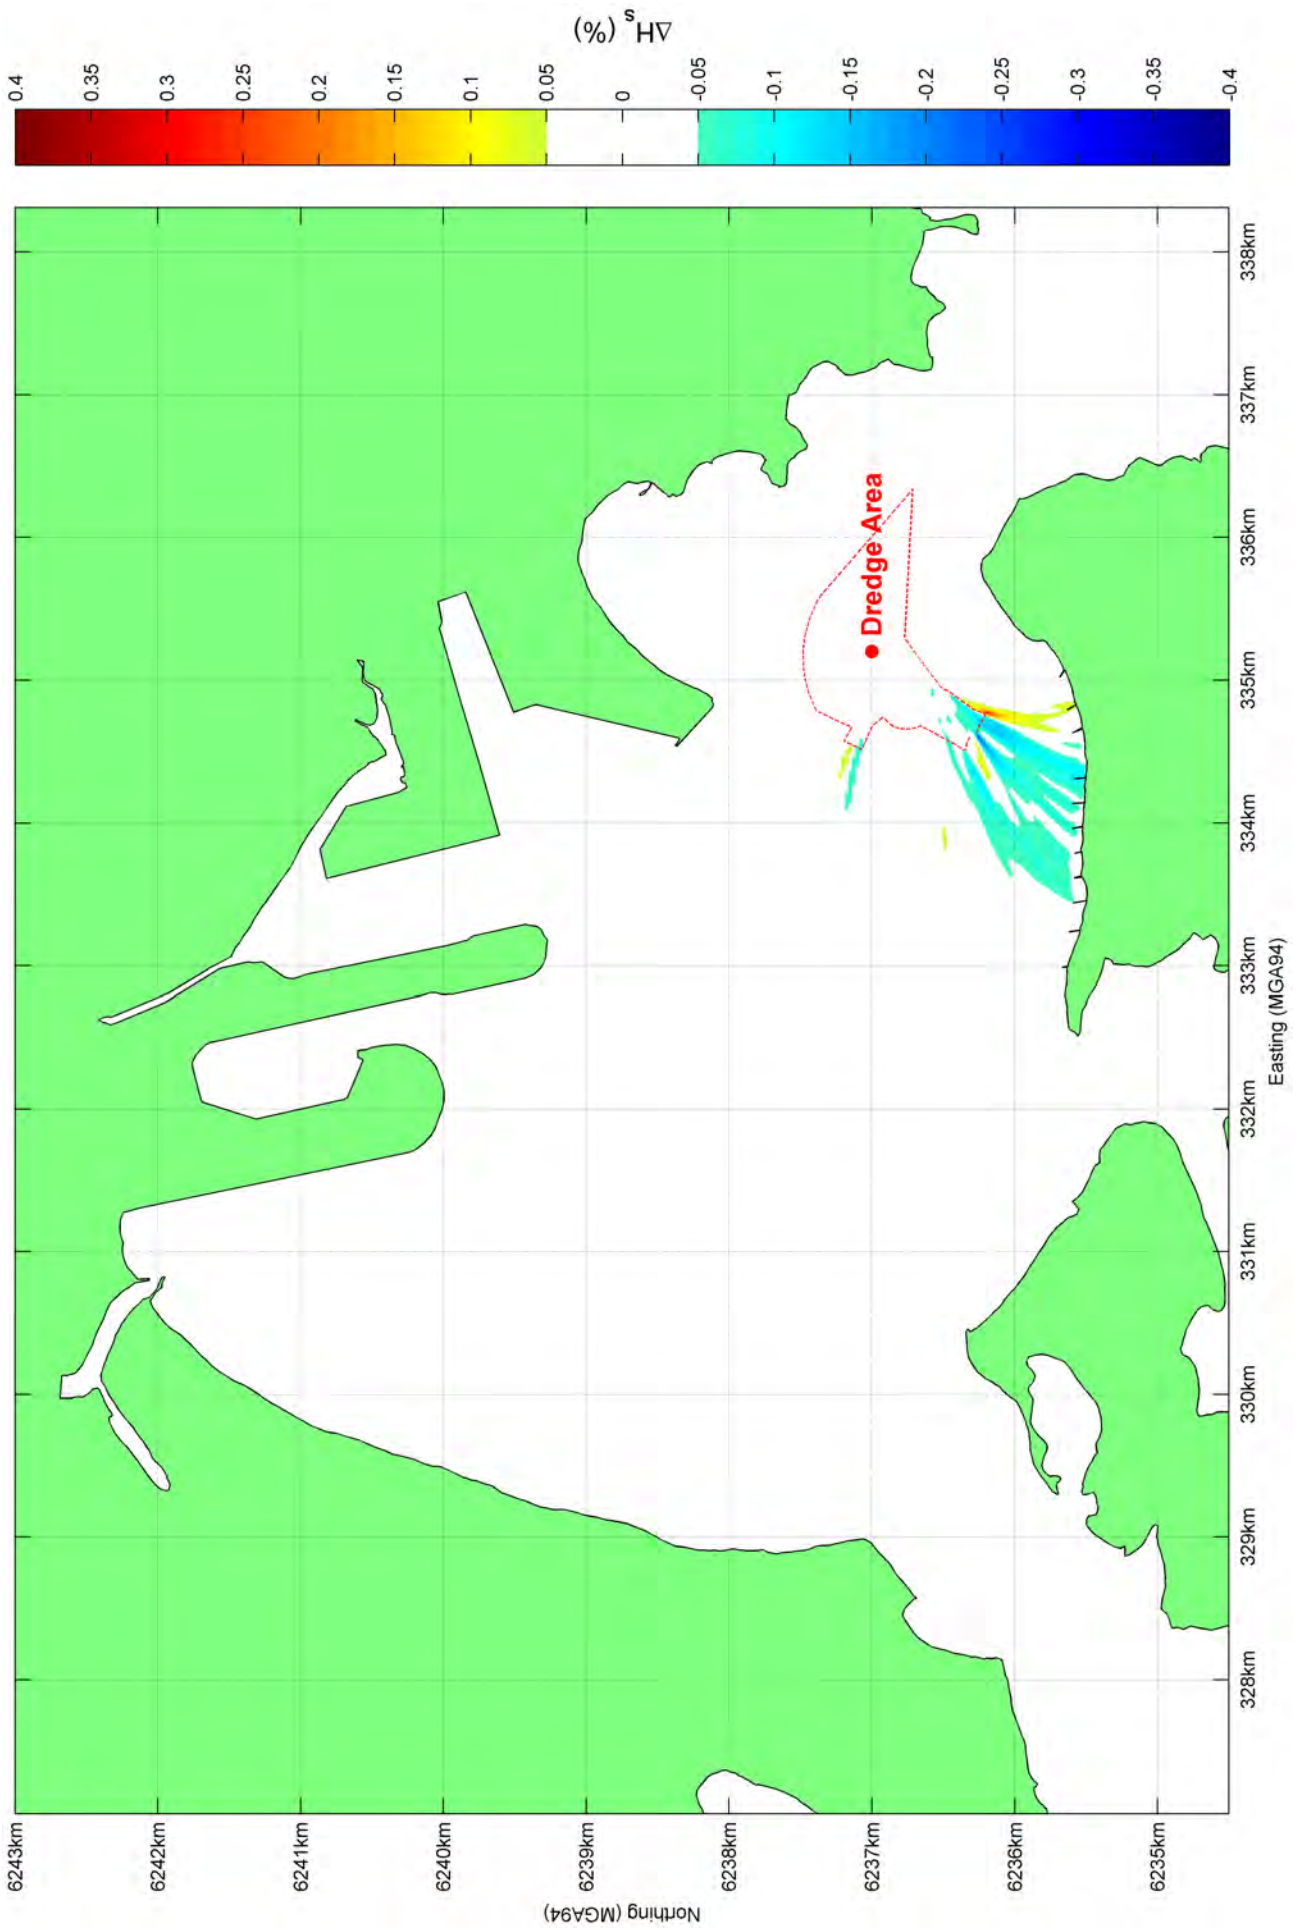 6243km
6242km
6241km
6240km
6239km
6238km
6237km
6236km
6235km
Northing (MGA94)
328km
329km
330km
331km
332km
333km
334km
335km
336km
337km
338km
Easting (MGA94)
Dredge Area
0.4
0.35
0.3
0.25
0.2
0.15
0.1
0.05
0
-0.05
-0.1
-0.15
-0.2
-0.25
-0.3
-0.35
-0.4
ΔHs (%)